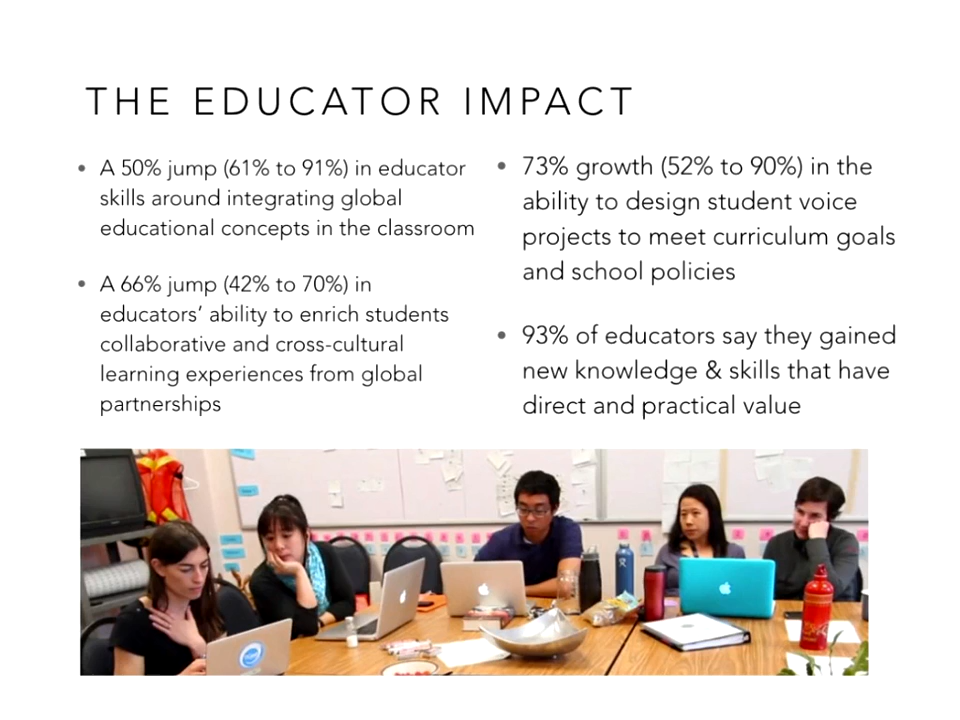 THE EDUCATOR IMPACT
• A 50% jump (61% to 91%) in educator
skills around integrating global
educational concepts in the classroom
• A 66% jump (42% to 70%) in
educators’ ability to enrich students
collaborative and cross-cultural
learning experiences from global
partnerships
• 73% growth (52% to 90%) in the
ability to design student voice
projects to meet curriculum goals
and school policies
• 93% of educators say they gained
new knowledge & skills that have
direct and practical value